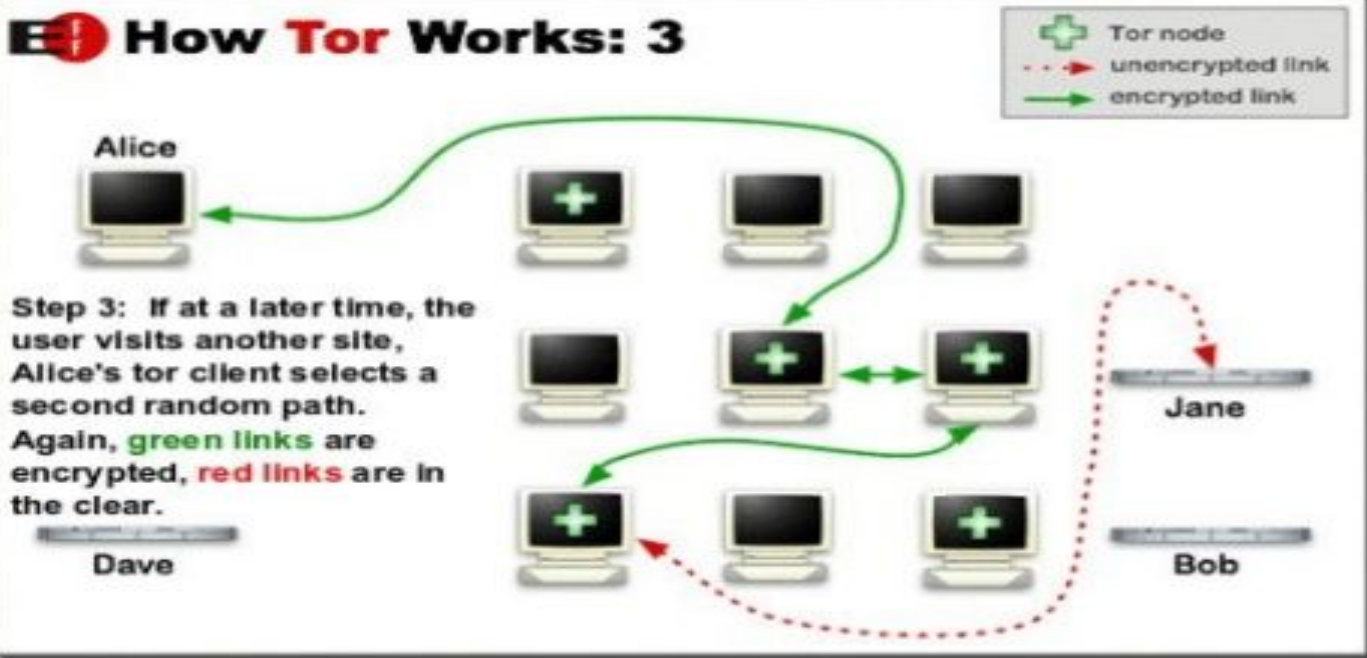 EFF How Tor Works: 3
Tor node
unencrypted link
encrypted link
Alice
Step 3: If at a later time, the
user visits another site,
Alice's tor client selects a
second random path.
Again, green links are
encrypted, red links are in
the clear.
Jane
Dave
Bob